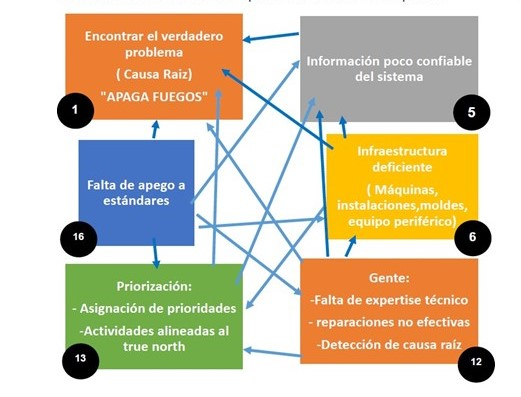 Encontrar el verdadero
problema
( Causa Raiz)
"APAGA FUEGOS"
1
Información poco confiable
del sistema
5
Falta de apego a
estándares
16
Infraestructura
deficiente
( Máquinas,
instalaciones,moldes,
equipo periférico)
6
Priorización:
- Asignación de prioridades
-Actividades alineadas al
true north
13
Gente:
-Falta de expertise técnico
- reparaciones no efectivas
-Detección de causa raíz
12